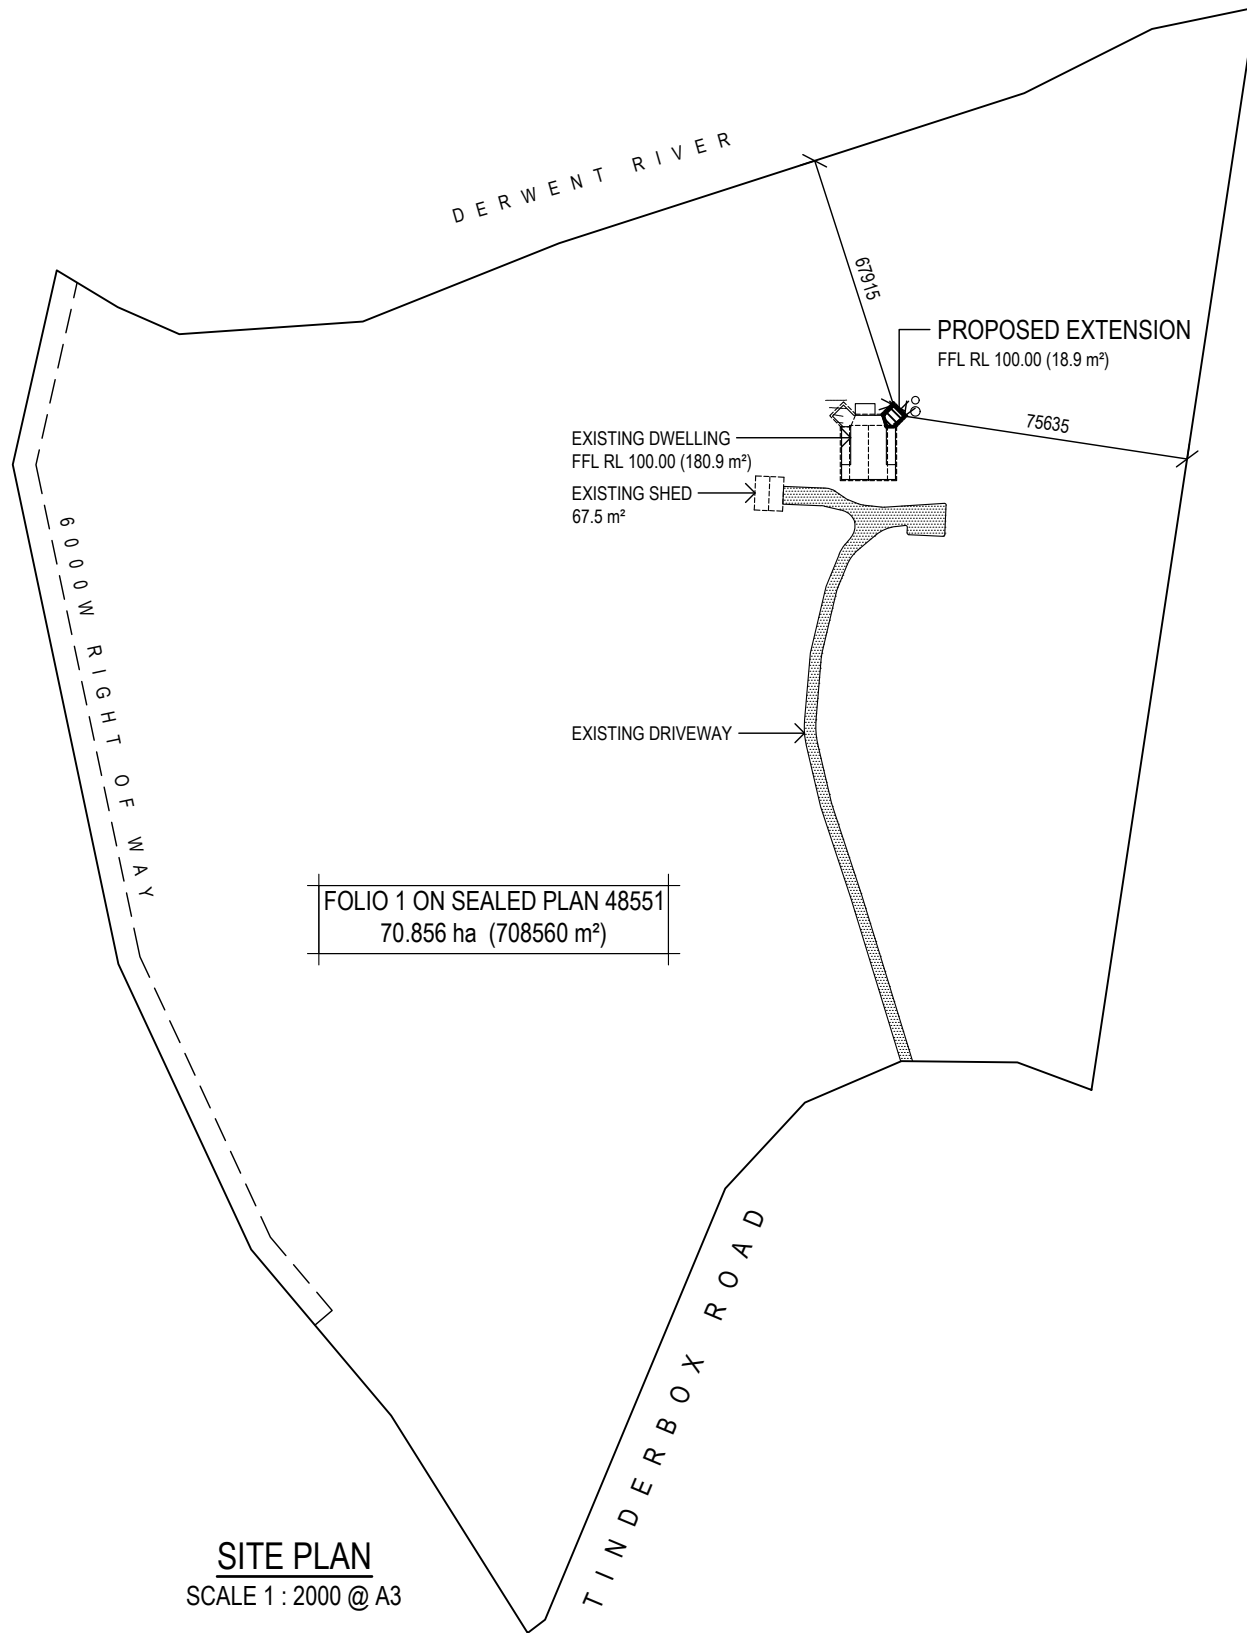 DERWENT RIVER
67915
PROPOSED EXTENSION
FFL RL 100.00 (18.9 m²)
75635
EXISTING DWELLING
FFL RL 100.00 (180.9 m²)
EXISTING SHED
67.5 m²
6000W RIGHT OF WAY
EXISTING DRIVEWAY
FOLIO 1 ON SEALED PLAN 48551
70.856 ha (708560 m²)
TINDERBOX ROAD
SITE PLAN
SCALE 1 : 2000 @ A3